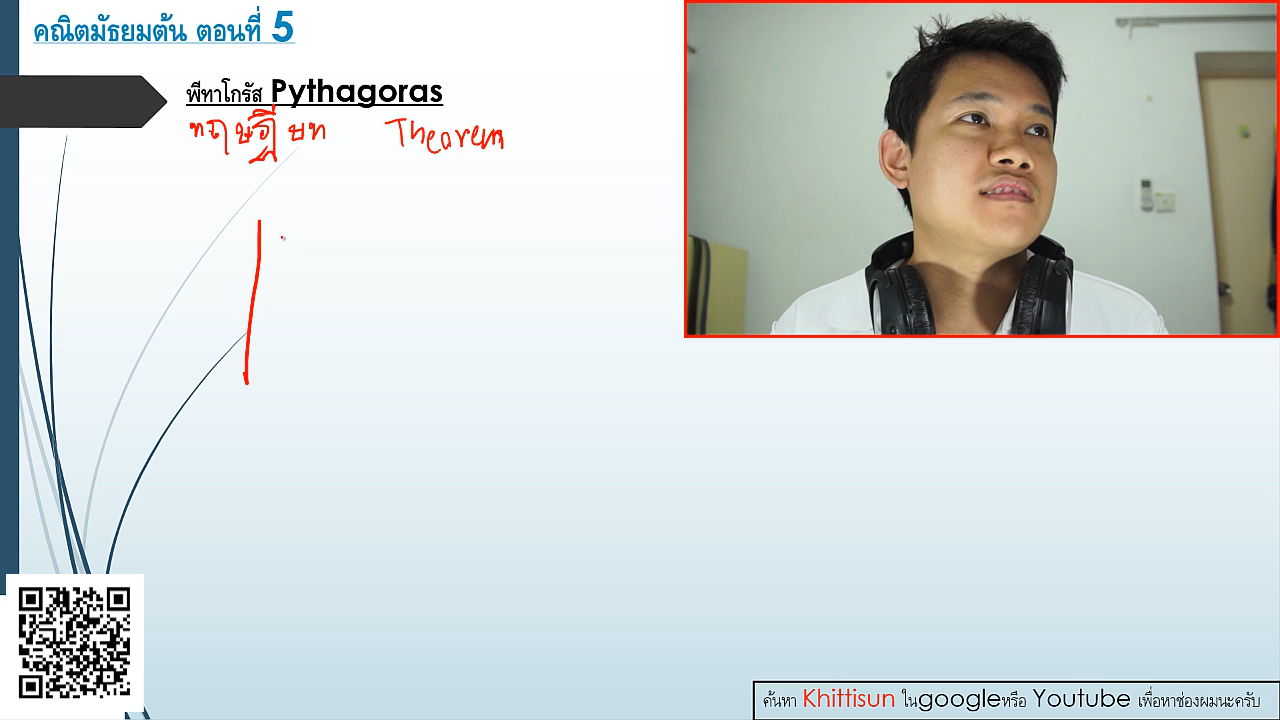 คณิตมัธยมต้น ตอนที่ 5
พีทาโกรัส Pythagoras
ทฤษฎีบท Theorem
ค้นหา Khittisun ในgoogleหรือ Youtube เพื่อหาช่องผมนะครับ